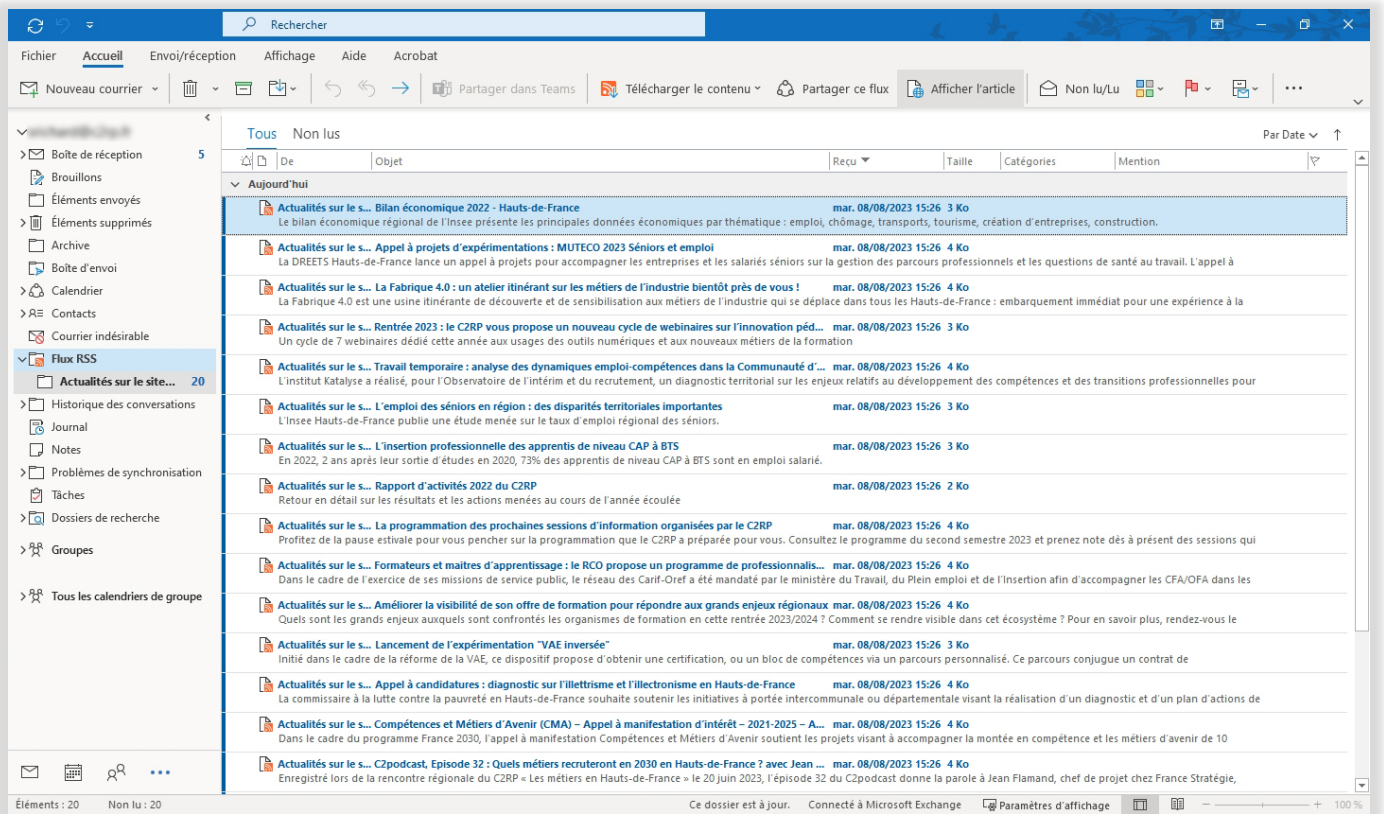 Rechercher
Fichier Accueil Envoi/réception Affichage Aide Acrobat
Nouveau courrier Partager dans Teams Télécharger le contenu Partager ce flux Afficher l'article Non lu/Lu
Boîte de réception 5
Brouillons
Éléments envoyés
Éléments supprimés
Archive
Boîte d'envoi
Calendrier
Contacts
Courrier indésirable
Flux RSS
Actualités sur le site... 20
Historique des conversations
Journal
Notes
Problèmes de synchronisation
Tâches
Dossiers de recherche
Groupes
Tous les calendriers de groupe
Tous Non lus Par Date
De Objet Reçu Taille Catégories Mention
Aujourd'hui
Actualités sur le s... Bilan économique 2022 - Hauts-de-France mar. 08/08/2023 15:26 3 Ko
Le bilan économique régional de l'Insee présente les principales données économiques par thématique : emploi, chômage, transports, tourisme, création d'entreprises, construction.
Actualités sur le s... Appel à projets d'expérimentations : MUTECO 2023 Séniors et emploi mar. 08/08/2023 15:26 4 Ko
La DREETS Hauts-de-France lance un appel à projets pour accompagner les entreprises et les salariés séniors sur la gestion des parcours professionnels et les questions de santé au travail. L'appel à
Actualités sur le s... La Fabrique 4.0 : un atelier itinérant sur les métiers de l'industrie bientôt près de vous ! mar. 08/08/2023 15:26 4 Ko
La Fabrique 4.0 est une usine itinérante de découverte et de sensibilisation aux métiers de l'industrie qui se déplace dans tous les Hauts-de-France : embarquement immédiat pour une expérience à la
Actualités sur le s... Rentrée 2023 : le C2RP vous propose un nouveau cycle de webinaires sur l'innovation péd... mar. 08/08/2023 15:26 3 Ko
Un cycle de 7 webinaires dédié cette année aux usages des outils numériques et aux nouveaux métiers de la formation
Actualités sur le s... Travail temporaire : analyse des dynamiques emploi-compétences dans la Communauté d'... mar. 08/08/2023 15:26 4 Ko
L'institut Katalyse a réalisé, pour l'Observatoire de l'intérim et du recrutement, un diagnostic territorial sur les enjeux relatifs au développement des compétences et des transitions professionnelles pour
Actualités sur le s... L'emploi des séniors en région : des disparités territoriales importantes mar. 08/08/2023 15:26 3 Ko
L'Insee Hauts-de-France publie une étude menée sur le taux d'emploi régional des séniors.
Actualités sur le s... L'insertion professionnelle des apprentis de niveau CAP à BTS mar. 08/08/2023 15:26 3 Ko
En 2022, 2 ans après leur sortie d'études en 2020, 73% des apprentis de niveau CAP à BTS sont en emploi salarié.
Actualités sur le s... Rapport d'activités 2022 du C2RP mar. 08/08/2023 15:26 2 Ko
Retour en détail sur les résultats et les actions menées au cours de l'année écoulée
Actualités sur le s... La programmation des prochaines sessions d'information organisées par le C2RP mar. 08/08/2023 15:26 4 Ko
Profitez de la pause estivale pour vous pencher sur la programmation que le C2RP a préparée pour vous. Consultez le programme du second semestre 2023 et prenez note dès à présent des sessions qui
Actualités sur le s... Formateurs et maitres d'apprentissage : le RCO propose un programme de professionnalis... mar. 08/08/2023 15:26 4 Ko
Dans le cadre de l'exercice de ses missions de service public, le réseau des Carif-Oref a été mandaté par le ministère du Travail, du Plein emploi et de l'Insertion afin d'accompagner les CFA/OFA dans les
Actualités sur le s... Améliorer la visibilité de son offre de formation pour répondre aux grands enjeux régionaux mar. 08/08/2023 15:26 4 Ko
Quels sont les grands enjeux auxquels sont confrontés les organismes de formation en cette rentrée 2023/2024 ? Comment se rendre visible dans cet écosystème ? Pour en savoir plus, rendez-vous le
Actualités sur le s... Lancement de l'expérimentation "VAE inversée" mar. 08/08/2023 15:26 3 Ko
Initié dans le cadre de la réforme de la VAE, ce dispositif propose d'obtenir une certification, ou un bloc de compétences via un parcours personnalisé. Ce parcours conjugue un contrat de
Actualités sur le s... Appel à candidatures : diagnostic sur l'illettrisme et l'illectronisme en Hauts-de-France mar. 08/08/2023 15:26 4 Ko
La commissaire à la lutte contre la pauvreté en Hauts-de-France souhaite soutenir les initiatives à portée intercommunale ou départementale visant la réalisation d'un diagnostic et d'un plan d'actions de
Actualités sur le s... Compétences et Métiers d'Avenir (CMA) – Appel à manifestation d'intérêt – 2021-2025 – A... mar. 08/08/2023 15:26 4 Ko
Dans le cadre du programme France 2030, l'appel à manifestation Compétences et Métiers d'Avenir soutient les projets visant à accompagner la montée en compétence et les métiers d'avenir de 10
Actualités sur le s... C2podcast, Episode 32 : Quels métiers recruteront en 2030 en Hauts-de-France ? avec Jean ... mar. 08/08/2023 15:26 4 Ko
Enregistré lors de la rencontre régionale du C2RP « Les métiers en Hauts-de-France » le 20 juin 2023, l'épisode 32 du C2podcast donne la parole à Jean Flamand, chef de projet chez France Stratégie,
Éléments : 20 Non lu : 20 Ce dossier est à jour. Connecté à Microsoft Exchange Paramètres d'affichage 100 %